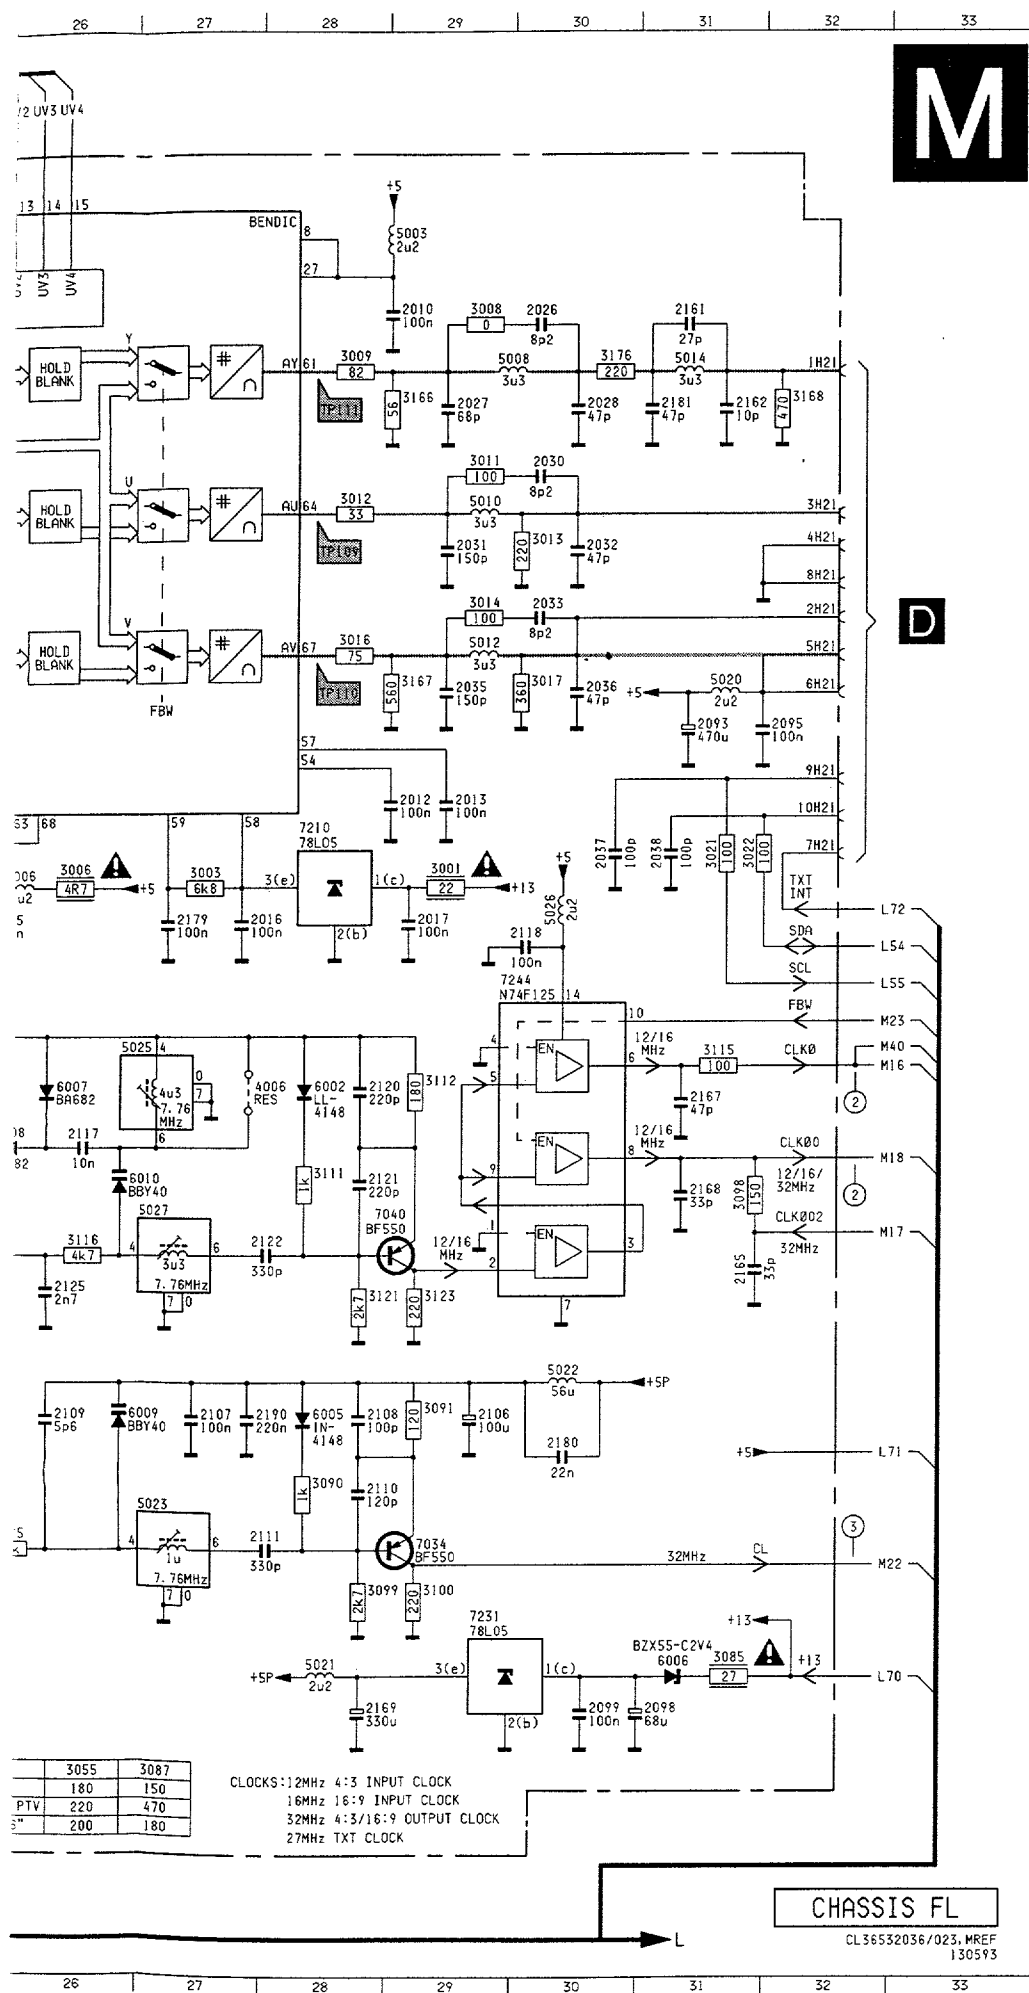 26 27 28 29 30 31 32 33
M
UV3 UV4
13 14 15
+5
BENDIC
8
5003
2u2
27
UV3
UV4
2010
100n
3008
0
2026
8p2
2161
27p
Y
HOLD
BLANK
#
AY 61
3009
82
5008
3u3
3176
220
5014
3u3
1H21
TP111
56
3166
2027
68p
2028
47p
2181
47p
2162
10p
470
3168
3011
100
2030
8p2
U
HOLD
BLANK
#
AU 64
3012
33
5010
3u3
3H21
TP109
2031
150p
220
3013
2032
47p
4H21
8H21
3014
100
2033
8p2
2H21
D
V
HOLD
BLANK
#
AV 67
3016
75
5012
3u3
5H21
TP110
560
3167
2035
150p
360
3017
2036
47p
+5
5020
2u2
6H21
FBW
2093
470u
2095
100n
57
54
9H21
2012
100n
2013
100n
10H21
53 68
59
58
7210
78L05
2037
100p
2038
100p
3021
100
3022
100
7H21
3006
4R7
+5
3003
6k8
3(e)
1(c)
3001
22
+13
+5
TXT
INT
L72
5026
2u2
2179
100n
2016
100n
2(b)
2017
100n
2118
100n
SDA
L54
SCL
L55
7244
N74F125
14
FBW
M23
10
5025
4
12/16
MHz
3115
100
CLK0
M40
M16
4
EN
6
6007
BA682
4u3
7.76
MHz
0
7
6
4006
RES
6002
LL-
4148
2120
220p
180
3112
5
2167
47p
2
2117
10n
12/16
MHz
EN
8
CLK00
M18
6010
BBY40
1k
3111
2121
220p
9
2168
33p
3098
150
12/16/
32MHz
2
5027
7040
BF550
CLK002
M17
32MHz
3116
4k7
4
3u3
6
2122
330p
12/16
MHz
1
EN
3
2
2165
33p
2125
2n7
7.76MHz
7 0
2k7
3121
220
3123
7
5022
56u
+5P
2109
5p6
6009
BBY40
2107
100n
2190
220n
6005
IN-
4148
2108
100p
120
3091
2106
100u
2180
22n
+5
L71
1k
3090
2110
120p
5023
4
1u
6
2111
330p
7034
BF550
32MHz
CL
3
M22
7.76MHz
7 0
2k7
3099
220
3100
7231
78L05
+13
BZX55-C2V4
6006
3085
27
+13
L70
+5P
5021
2u2
3(e)
1(c)
2169
330u
2(b)
2099
100n
2098
68u
3055 3087
180 150
PTV 220 470
200 180
CLOCKS:12MHz 4:3 INPUT CLOCK
16MHz 16:9 INPUT CLOCK
32MHz 4:3/16:9 OUTPUT CLOCK
27MHz TXT CLOCK
CHASSIS FL
L
CL36532036/023.MREF
130593
26 27 28 29 30 31 32 33